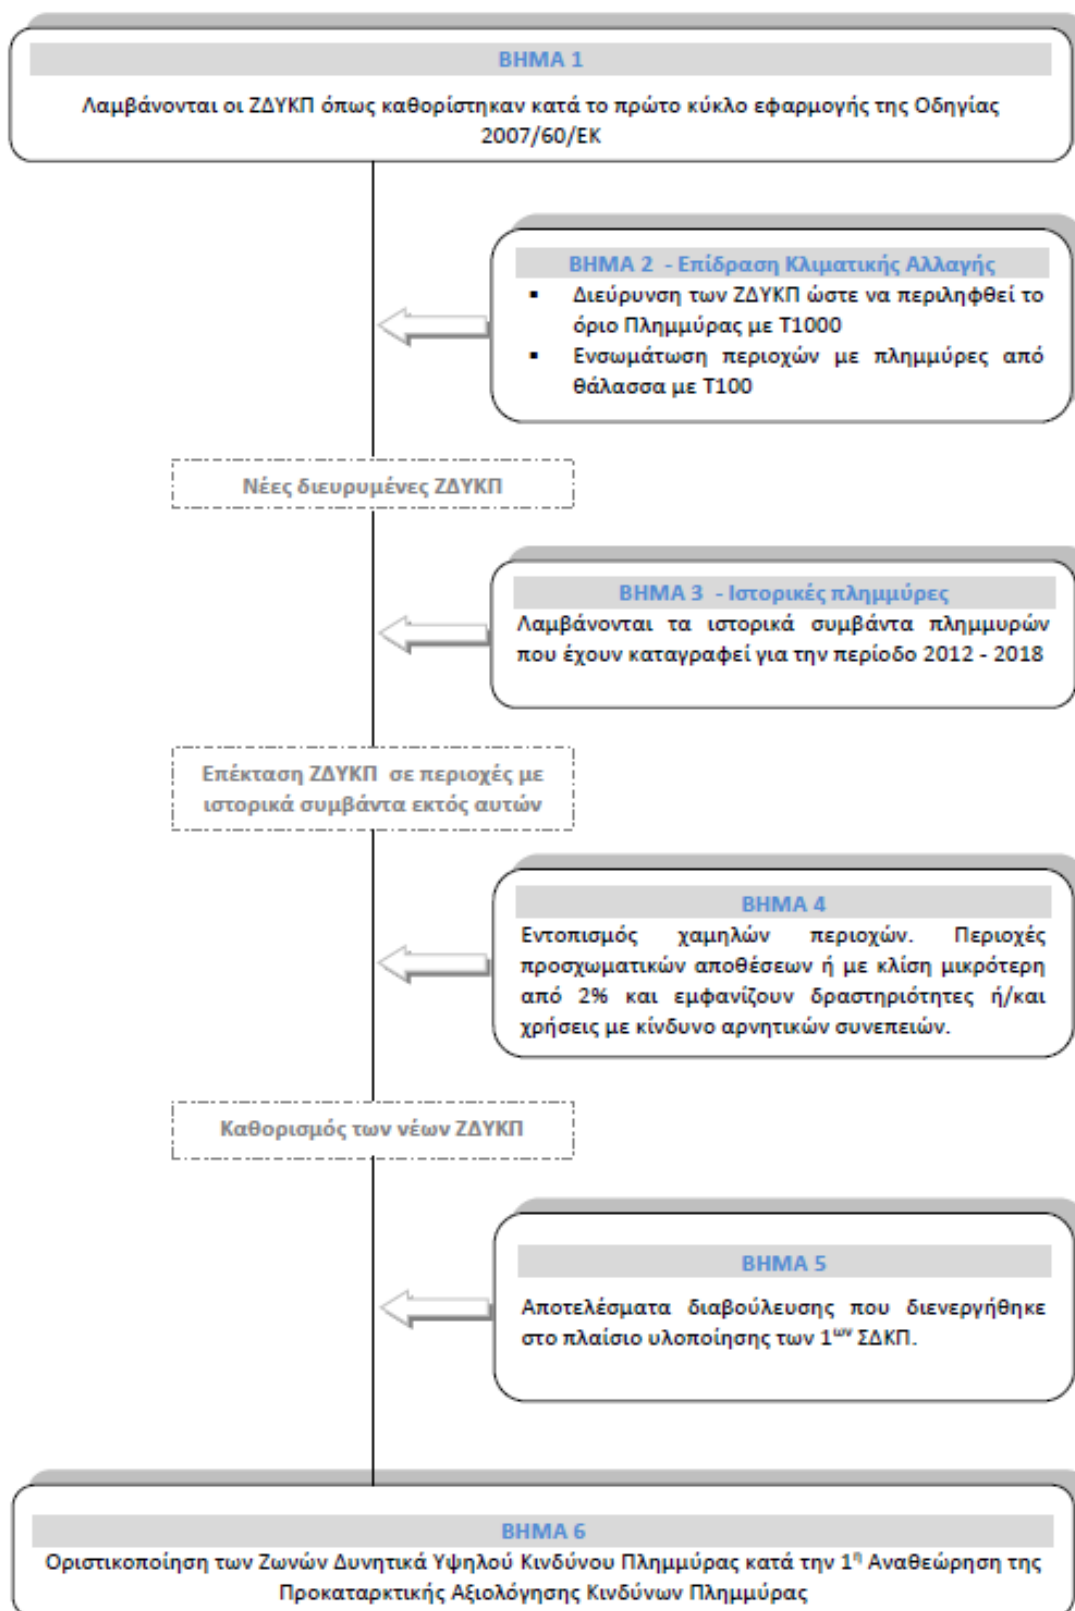 ΒΗΜΑ 1
Λαμβάνονται οι ΖΔΥΚΠ όπως καθορίστηκαν κατά το πρώτο κύκλο εφαρμογής της Οδηγίας
2007/60/ΕΚ
ΒΗΜΑ 2 - Επίδραση Κλιματικής Αλλαγής
▪ Διεύρυνση των ΖΔΥΚΠ ώστε να περιληφθεί το
όριο Πλημμύρας με Τ1000
▪ Ενσωμάτωση περιοχών με πλημμύρες από
θάλασσα με Τ100
Νέες διευρυμένες ΖΔΥΚΠ
ΒΗΜΑ 3 - Ιστορικές πλημμύρες
Λαμβάνονται τα ιστορικά συμβάντα πλημμυρών
που έχουν καταγραφεί για την περίοδο 2012 - 2018
Επέκταση ΖΔΥΚΠ σε περιοχές με
ιστορικά συμβάντα εκτός αυτών
ΒΗΜΑ 4
Εντοπισμός χαμηλών περιοχών. Περιοχές
προσχωματικών αποθέσεων ή με κλίση μικρότερη
από 2% και εμφανίζουν δραστηριότητες ή/και
χρήσεις με κίνδυνο αρνητικών συνεπειών.
Καθορισμός των νέων ΖΔΥΚΠ
ΒΗΜΑ 5
Αποτελέσματα διαβούλευσης που διενεργήθηκε
στο πλαίσιο υλοποίησης των 1ων ΣΔΚΠ.
ΒΗΜΑ 6
Οριστικοποίηση των Ζωνών Δυνητικά Υψηλού Κινδύνου Πλημμύρας κατά την 1η Αναθεώρηση της
Προκαταρκτικής Αξιολόγησης Κινδύνων Πλημμύρας